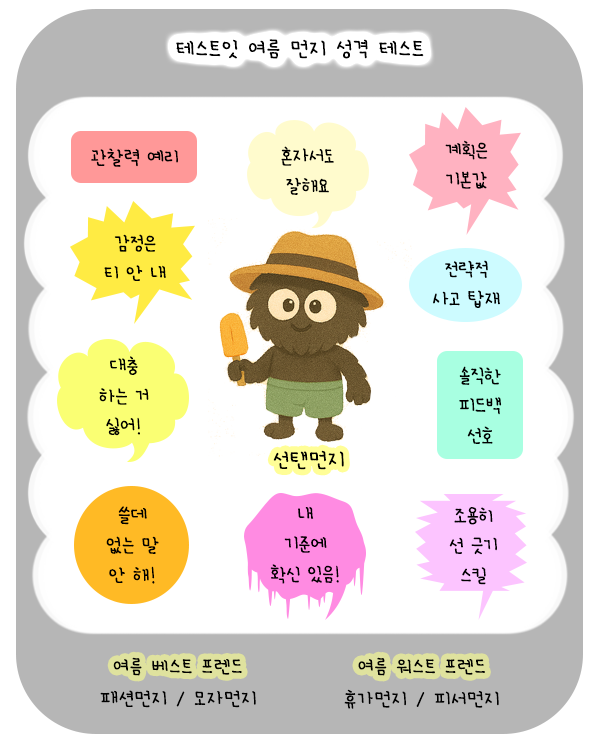 테스트잇 여름 먼지 성격 테스트
관찰력 예리
혼자서도
잘해요
계획은
기본값
감정은
티 안 내
전략적
사고 탑재
대충
하는 거
싫어!
솔직한
피드백
선호
선탠먼지
쓸데
없는 말
안 해!
내
기준에
확신 있음!
조용히
선 긋기
스킬
여름 베스트 프렌드
패션먼지 / 모자먼지
여름 워스트 프렌드
휴가먼지 / 피서먼지